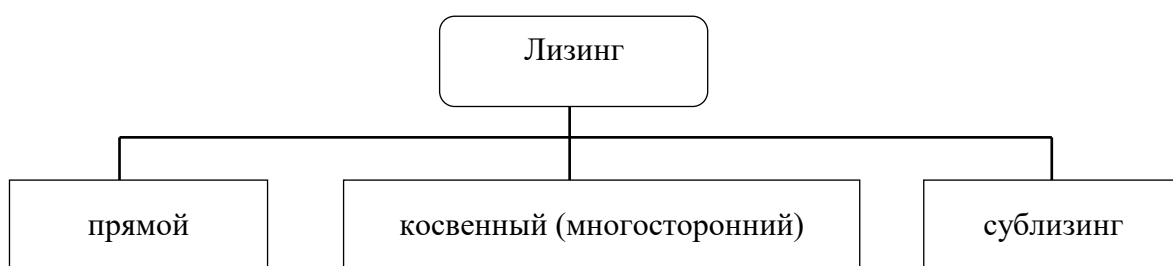 Лизинг
прямой
косвенный (многосторонний)
сублизинг